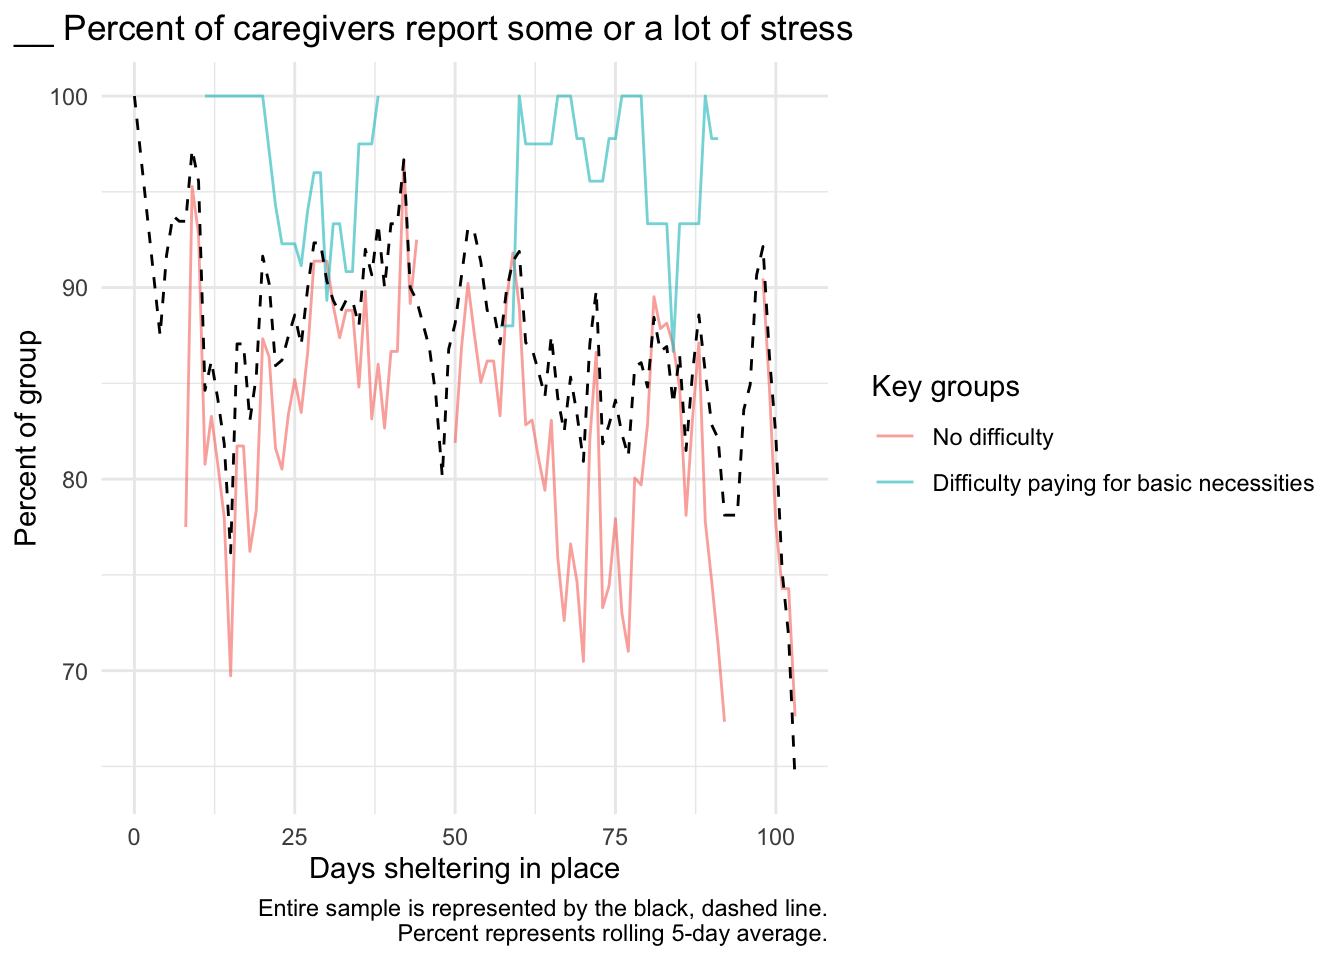 __ Percent of caregivers report some or a lot of stress
100
90
80
70
Percent of group
0 25 50 75 100
Days sheltering in place
Key groups
No difficulty
Difficulty paying for basic necessities
Entire sample is represented by the black, dashed line.
Percent represents rolling 5-day average.